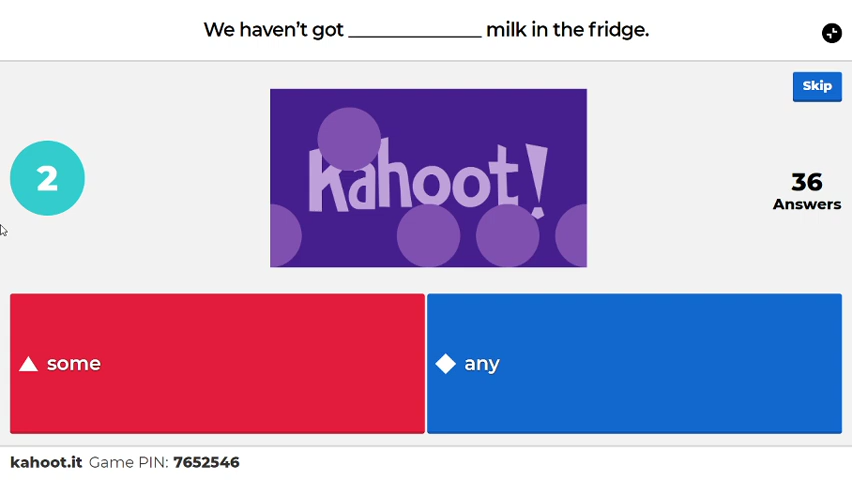 We haven’t got ______________ milk in the fridge.
Skip
2
Kahoot!
36
Answers
some
any
kahoot.it Game PIN: 7652546